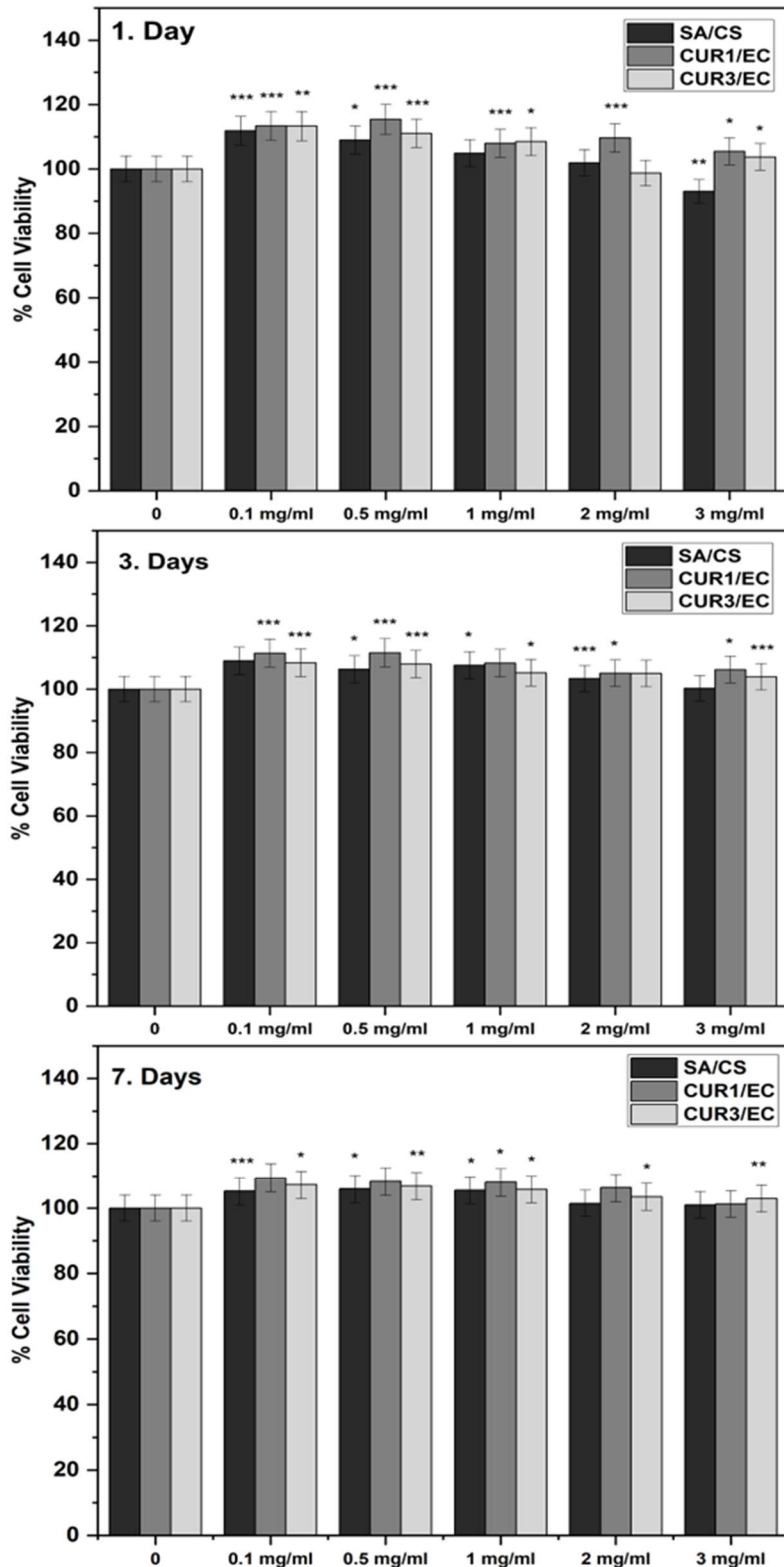 1. Day
SA/CS
CUR1/EC
CUR3/EC
% Cell Viability
140
120
100
80
60
40
20
0
*** *** ** * *** *** *** * *** ** * *
0 0.1 mg/ml 0.5 mg/ml 1 mg/ml 2 mg/ml 3 mg/ml
3. Days
SA/CS
CUR1/EC
CUR3/EC
% Cell Viability
140
120
100
80
60
40
20
0
*** *** * *** *** * * *** * * ***
0 0.1 mg/ml 0.5 mg/ml 1 mg/ml 2 mg/ml 3 mg/ml
7. Days
SA/CS
CUR1/EC
CUR3/EC
% Cell Viability
140
120
100
80
60
40
20
0
*** * * ** * * * * **
0 0.1 mg/ml 0.5 mg/ml 1 mg/ml 2 mg/ml 3 mg/ml